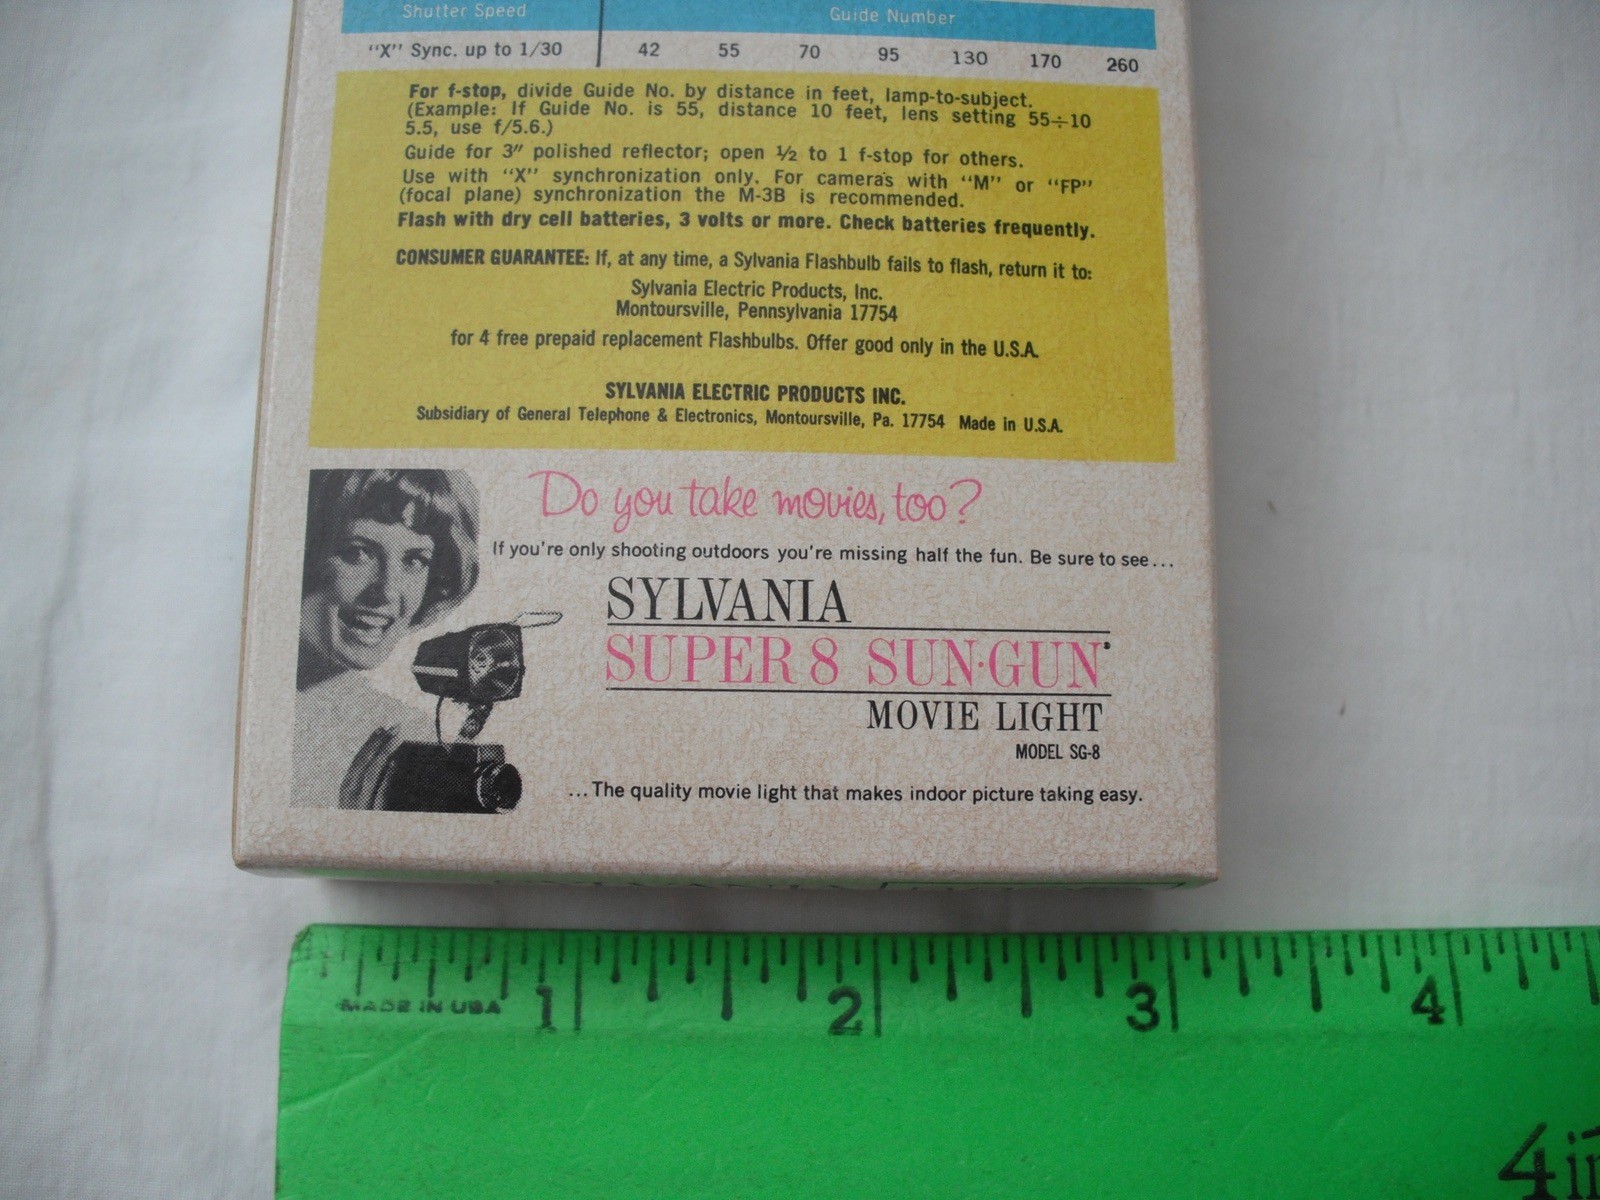 Shutter Speed Guide Number
"X" Sync. up to 1/30 42 55 70 95 130 170 260
For f-stop, divide Guide No. by distance in feet, lamp-to-subject.
(Example: If Guide No. is 55, distance 10 feet, lens setting 55÷10
5.5, use f/5.6.)
Guide for 3" polished reflector; open ½ to 1 f-stop for others.
Use with "X" synchronization only. For cameras with "M" or "FP"
(focal plane) synchronization the M-3B is recommended.
Flash with dry cell batteries, 3 volts or more. Check batteries frequently.
CONSUMER GUARANTEE: If, at any time, a Sylvania Flashbulb fails to flash, return it to:
Sylvania Electric Products, Inc.
Montoursville, Pennsylvania 17754
for 4 free prepaid replacement Flashbulbs. Offer good only in the U.S.A.
SYLVANIA ELECTRIC PRODUCTS INC.
Subsidiary of General Telephone & Electronics, Montoursville, Pa. 17754 Made in U.S.A.
Do you take movies, too?
If you're only shooting outdoors you're missing half the fun. Be sure to see...
SYLVANIA
SUPER 8 SUN·GUN
MOVIE LIGHT
MODEL SG-8
...The quality movie light that makes indoor picture taking easy.
MADE IN USA 1 2 3 4
4 in